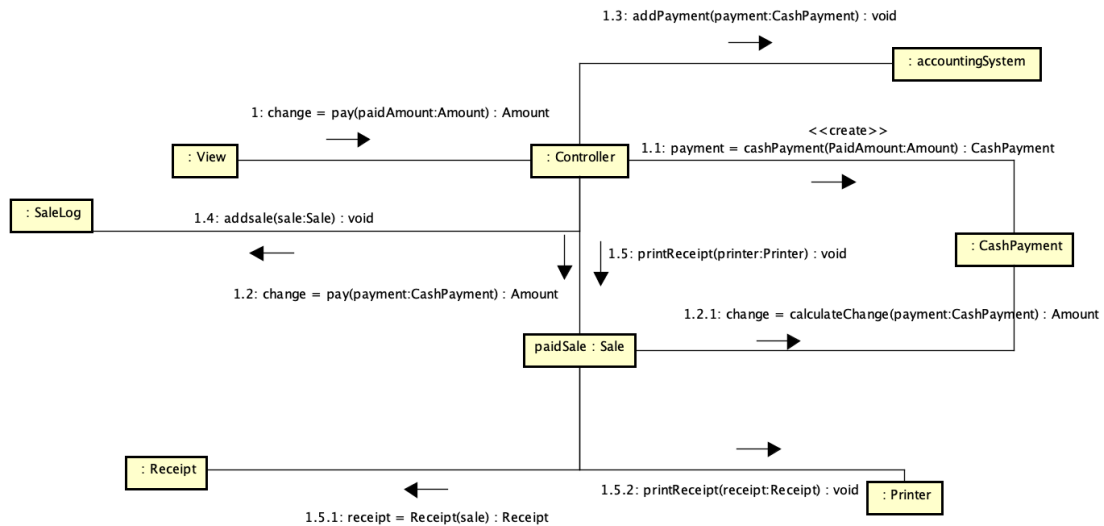 1.3: addPayment(payment:CashPayment) : void
: accountingSystem
1: change = pay(paidAmount:Amount) : Amount
<<create>>
1.1: payment = cashPayment(PaidAmount:Amount) : CashPayment
: View
: Controller
: SaleLog
1.4: addsale(sale:Sale) : void
: CashPayment
1.5: printReceipt(printer:Printer) : void
1.2: change = pay(payment:CashPayment) : Amount
1.2.1: change = calculateChange(payment:CashPayment) : Amount
paidSale : Sale
: Receipt
1.5.2: printReceipt(receipt:Receipt) : void
: Printer
1.5.1: receipt = Receipt(sale) : Receipt